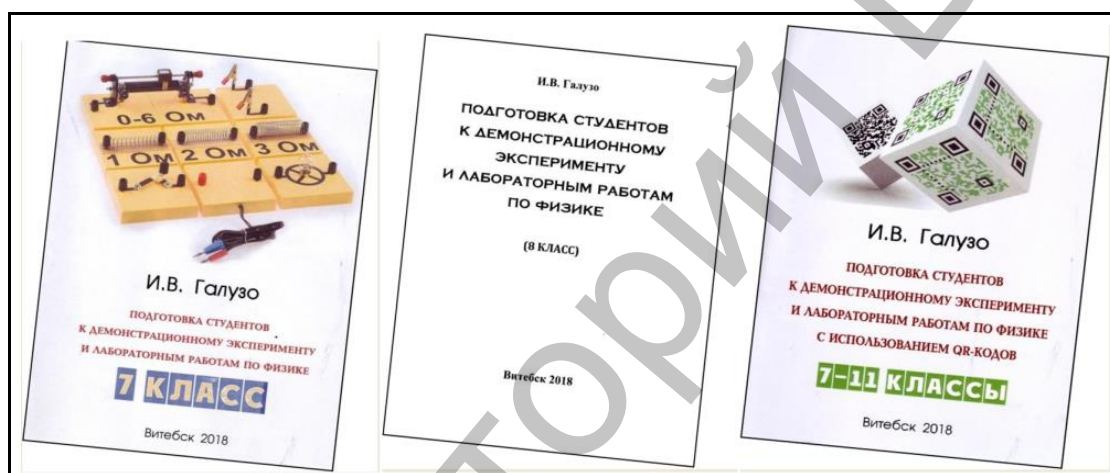 0-6 Ом
1 Ом 2 Ом 3 Ом
И.В. Галузо
ПОДГОТОВКА СТУДЕНТОВ
К ДЕМОНСТРАЦИОННОМУ ЭКСПЕРИМЕНТУ
И ЛАБОРАТОРНЫМ РАБОТАМ ПО ФИЗИКЕ
7 КЛАСС
Витебск 2018
И.В. Галузо
ПОДГОТОВКА СТУДЕНТОВ
К ДЕМОНСТРАЦИОННОМУ
ЭКСПЕРИМЕНТУ
И ЛАБОРАТОРНЫМ РАБОТАМ
ПО ФИЗИКЕ
(8 КЛАСС)
Витебск 2018
И.В. Галузо
ПОДГОТОВКА СТУДЕНТОВ
К ДЕМОНСТРАЦИОННОМУ ЭКСПЕРИМЕНТУ
И ЛАБОРАТОРНЫМ РАБОТАМ ПО ФИЗИКЕ
С ИСПОЛЬЗОВАНИЕМ QR-КОДОВ
7-11 КЛАССЫ
Витебск 2018